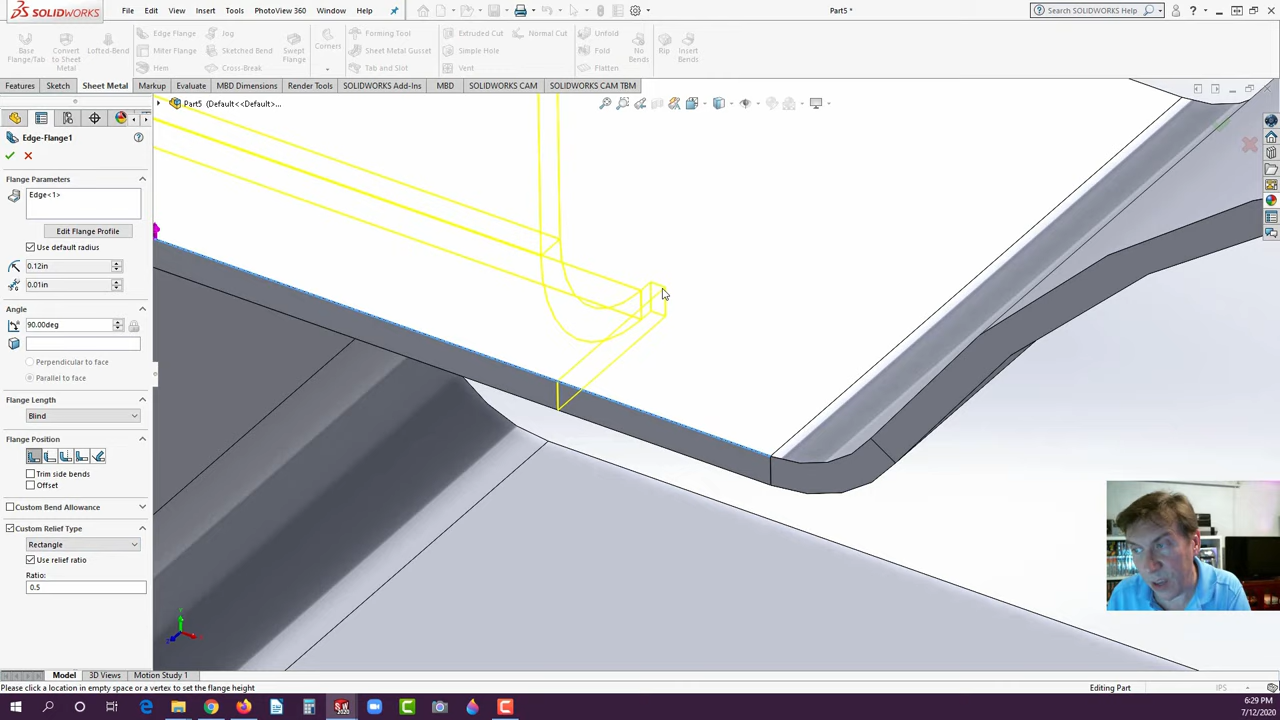 SOLIDWORKS File Edit View Insert Tools PhotoView 360 Window Help Part5 * Search SOLIDWORKS Help
Base Flange/Tab Convert to Sheet Metal Lofted-Bend Edge Flange Miter Flange Hem Jog Sketched Bend Cross-Break Swept Flange Corners Forming Tool Sheet Metal Gusset Tab and Slot Extruded Cut Simple Hole Vent Normal Cut Unfold Fold Flatten No Bends Rip Insert Bends
Features Sketch Sheet Metal Markup Evaluate MBD Dimensions Render Tools SOLIDWORKS Add-Ins MBD SOLIDWORKS CAM SOLIDWORKS CAM TBM
Part5 (Default<<Default>...
Edge-Flange1
Flange Parameters
Edge<1>
Edit Flange Profile
Use default radius
0.12in
0.01in
Angle
90.00deg
Perpendicular to face
Parallel to face
Flange Length
Blind
Flange Position
Trim side bends
Offset
Custom Bend Allowance
Custom Relief Type
Rectangle
Use relief ratio
Ratio:
0.5
Model 3D Views Motion Study 1
Please click a location in empty space or a vertex to set the flange height Editing Part IPS
6:29 PM
7/12/2020